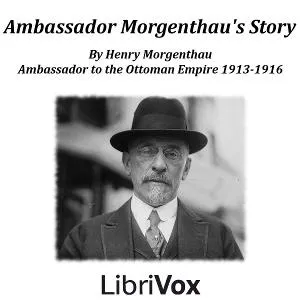 Ambassador Morgenthau's Story
By Henry Morgenthau
Ambassador to the Ottoman Empire 1913-1916
LibriVox